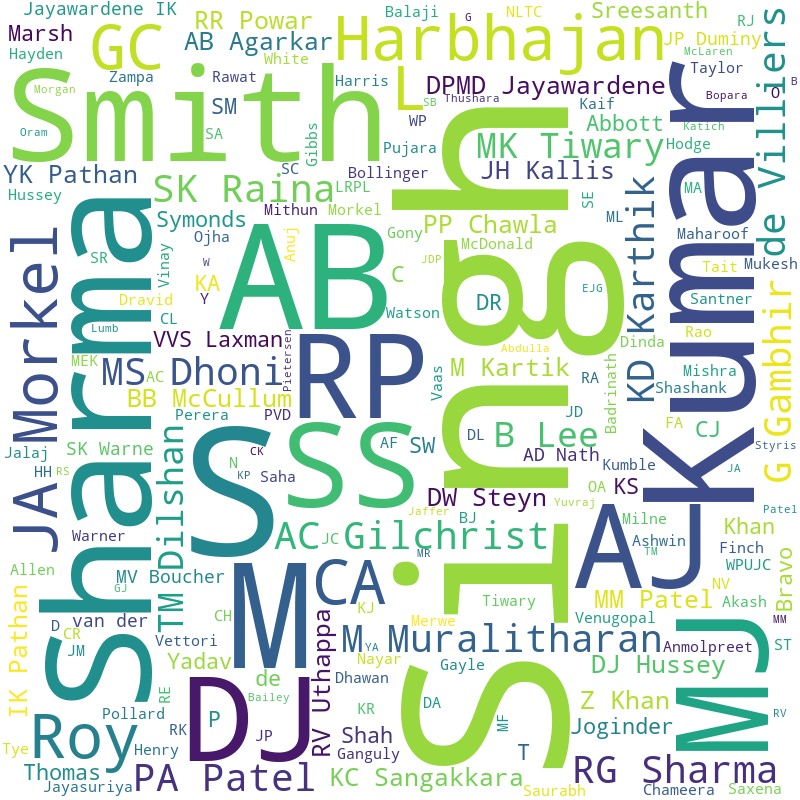 Jayawardene IK
RR Powar
Balaji
G
NLTC
Sreesanth
RJ
Marsh
GC
AB Agarkar
Harbhajan
JP Duminy
McLaren
Hayden
White
de Villiers
Zampa
Rawat
Harris
L
DPMD Jayawardene
Taylor
B
Smith
Morgan
SM
SB
Thushara
Kaif
Bopara
O
Oram
SA
Gibbs
WP
Abbott
Katich
Pujara
MK Tiwary
Hodge
YK Pathan
SC
Bollinger
JH Kallis
Hussey
SK Raina
LRPL
SE
MA
Mithun
Morkel
ML
Symonds
PP Chawla
KD Karthik
Maharoof
Sharma
Ojha
Anuj
Gony
McDonald
Singh
Kumar
JA Morkel
SR
Vinay
W
AB
JDP
Tait
Mukesh
KA
C
EJG
Dravid
Y
DR
Santner
CL
Watson
Lumb
VVS Laxman
Dinda
Rao
G Gambhir
MEK
AC
MS Dhoni
Pietersen
RP
Abdulla
M Kartik
Mishra
Vaas
RA
Shashank
BB McCullum
Badrinath
JD
Styris
Perera
PVD
FA
CJ
Jalaj
SK Warne
TM Dilshan
S
SS
AF
SW
DL
B Lee
HH
RS
N
CK
AD Nath
Kumble
JA
KP
Saha
OA
KS
Yuvraj
DW Steyn
Patel
Jaffer
Warner
AC Gilchrist
JC
BJ
AJ
Milne
Khan
Ashwin
TM
Finch
MR
Allen
MV Boucher
M
CA
WPUJC
Bravo
GJ
NV
IK Pathan
CH
KJ
Tiwary
MM Patel
Akash
van der
D
CR
Merwe
Venugopal
MM
Vettori
M Muralitharan
YA
Anmolpreet
ST
JM
Yadav
Nayar
Gayle
DJ Hussey
MJ
RE
de
Dhawan
Bailey
RV Uthappa
DA
Z Khan
Pollard
P
DJ
KR
MF
RV
Roy
RK
JP
Shah
Joginder
Tye
Henry
Ganguly
T
Thomas
PA Patel
KC Sangakkara
RG Sharma
Jayasuriya
Saurabh
Chameera
Saxena